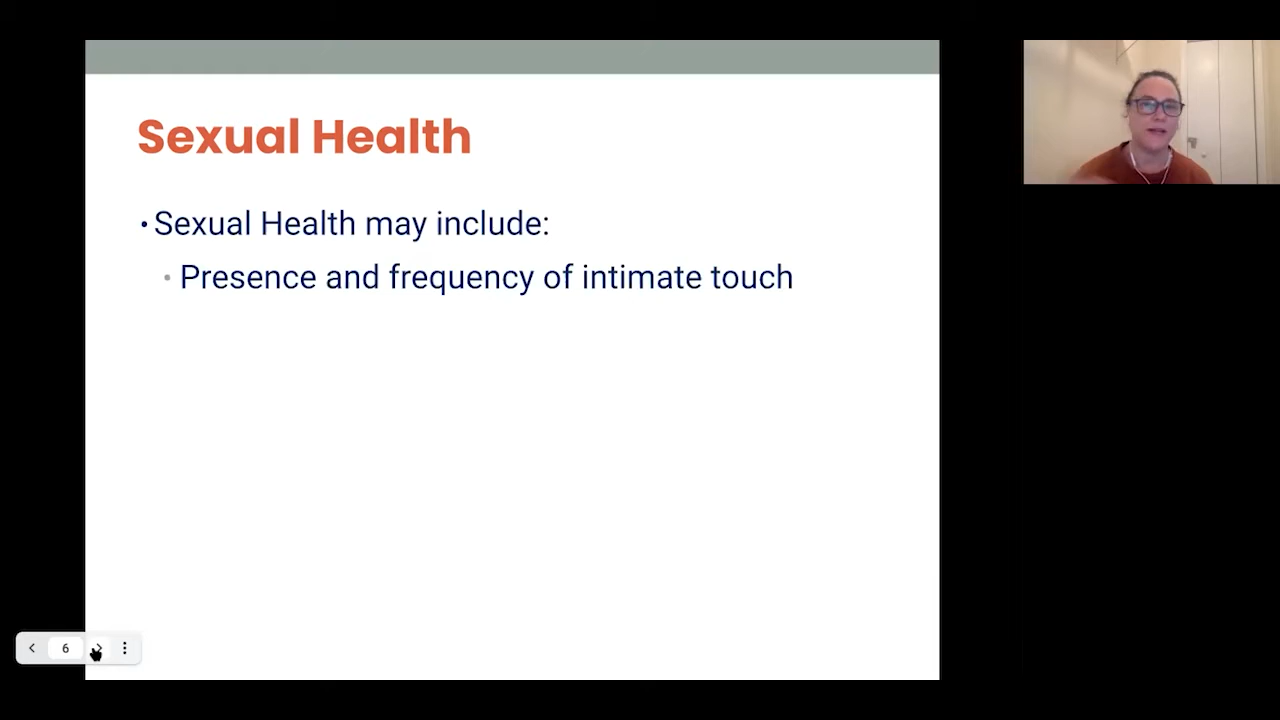 Sexual Health
• Sexual Health may include:
• Presence and frequency of intimate touch
6